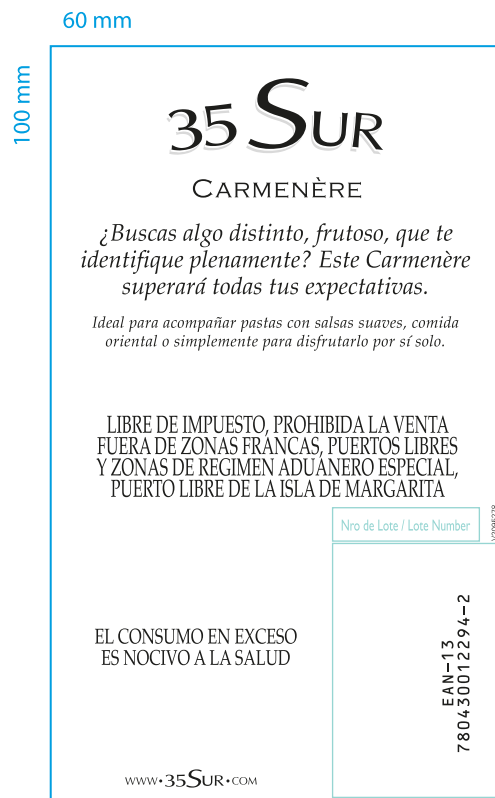 60 mm
100 mm
35 SUR
CARMENÈRE
¿Buscas algo distinto, frutoso, que te
identifique plenamente? Este Carmenère
superará todas tus expectativas.
Ideal para acompañar pastas con salsas suaves, comida
oriental o simplemente para disfrutarlo por sí solo.
LIBRE DE IMPUESTO, PROHIBIDA LA VENTA
FUERA DE ZONAS FRANCAS, PUERTOS LIBRES
Y ZONAS DE REGIMEN ADUANERO ESPECIAL,
PUERTO LIBRE DE LA ISLA DE MARGARITA
Nro de Lote / Lote Number
EAN-13
780430012294-2
EL CONSUMO EN EXCESO
ES NOCIVO A LA SALUD
WWW•35SUR•COM